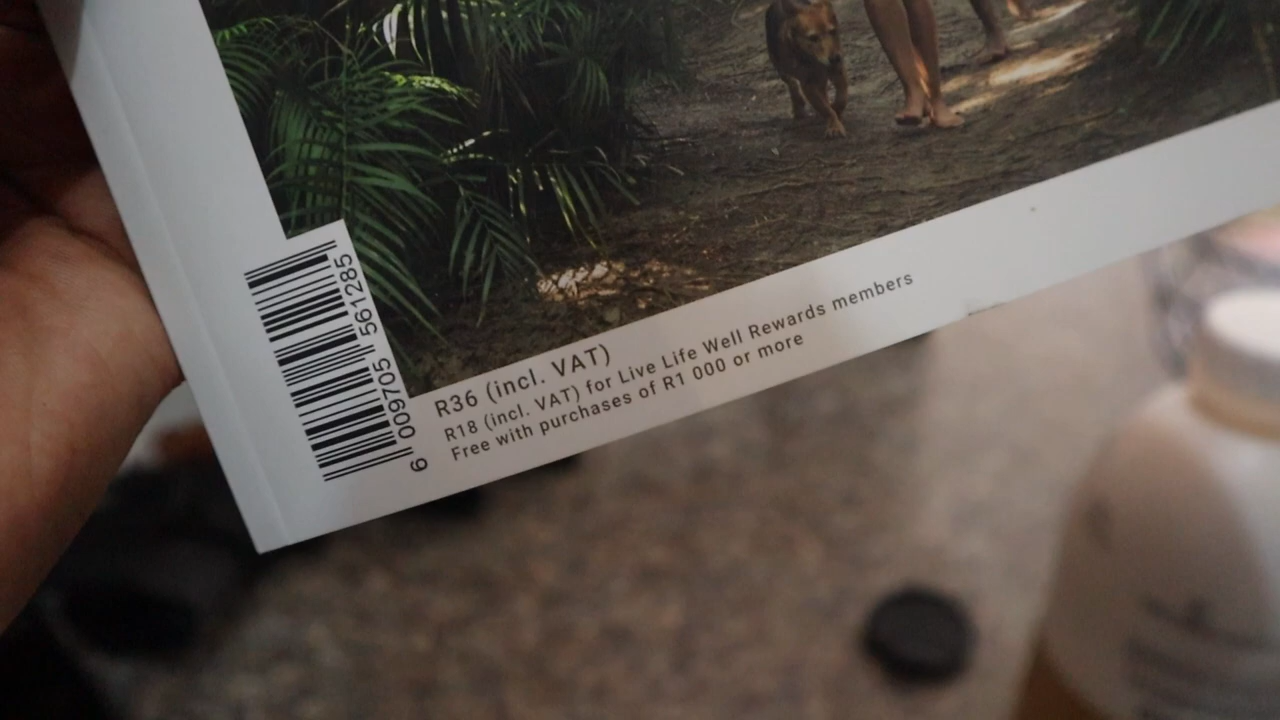 6 009705 561285
R36 (incl. VAT)
R18 (incl. VAT) for Live Life Well Rewards members
Free with purchases of R1 000 or more